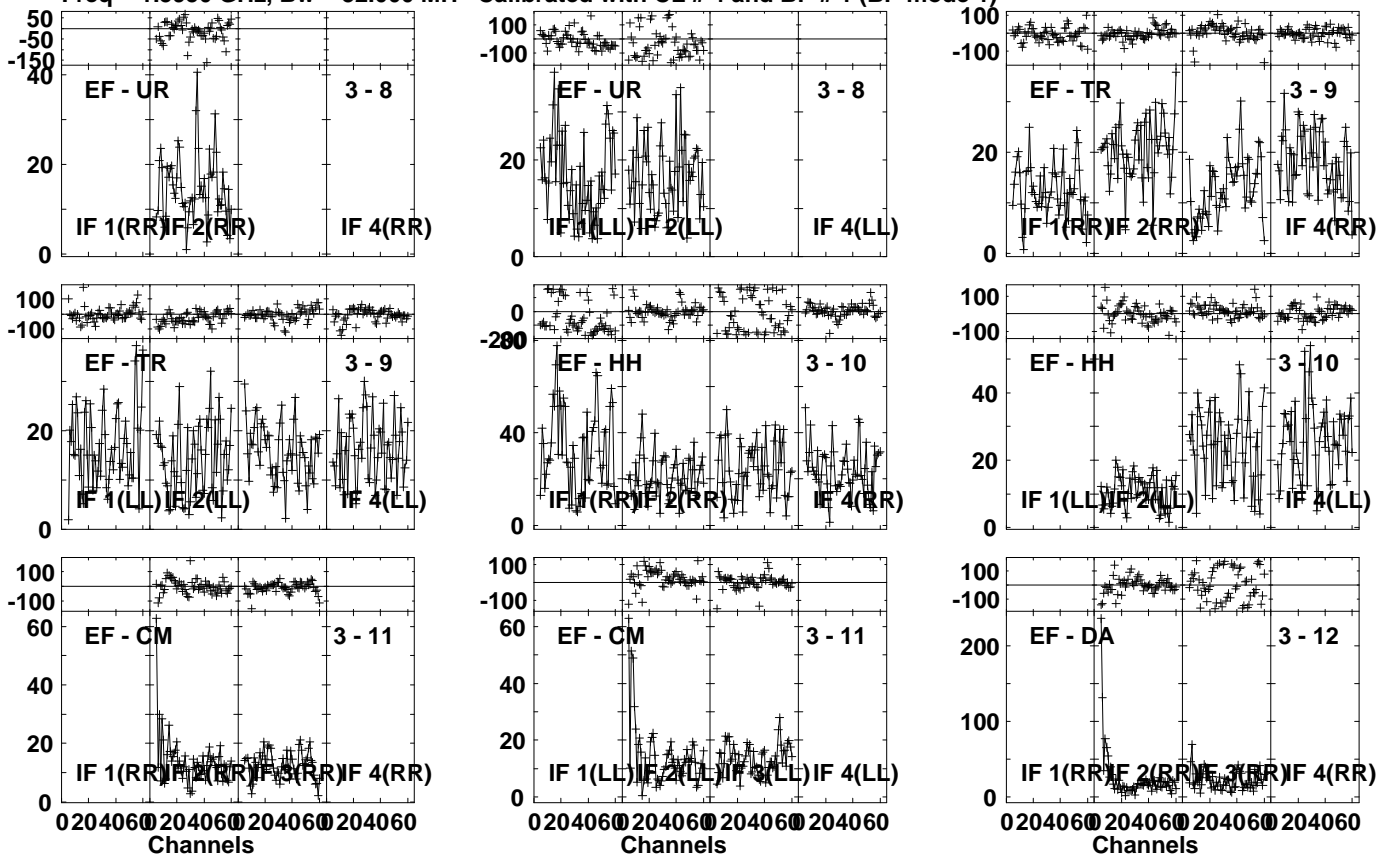 Calibrated with CL # 4 and BP # 1 (BP mode 1)
50
-50
-150
40
20
0
EF - UR
3 - 8
IF 1(RR)
IF 2(RR)
IF 4(RR)
100
-100
20
0
EF - UR
3 - 8
IF 1(LL)
IF 2(LL)
IF 4(LL)
100
-100
20
0
EF - TR
3 - 9
IF 1(RR)
IF 2(RR)
IF 4(RR)
100
-100
20
0
EF - TR
3 - 9
IF 1(LL)
IF 2(LL)
IF 4(LL)
0
-200
80
40
0
EF - HH
3 - 10
IF 1(RR)
IF 2(RR)
IF 4(RR)
100
-100
40
20
0
EF - HH
3 - 10
IF 1(LL)
IF 2(LL)
IF 4(LL)
100
-100
60
40
20
0
EF - CM
3 - 11
IF 1(RR)
IF 2(RR)
IF 3(RR)
IF 4(RR)
0 20 40 60 0 20 40 60 0 20 40 60 0 20 40 60
Channels
100
-100
60
40
20
0
EF - CM
3 - 11
IF 1(LL)
IF 2(LL)
IF 3(LL)
IF 4(LL)
0 20 40 60 0 20 40 60 0 20 40 60 0 20 40 60
Channels
100
-100
200
100
0
EF - DA
3 - 12
IF 1(RR)
IF 2(RR)
IF 3(RR)
IF 4(RR)
0 20 40 60 0 20 40 60 0 20 40 60 0 20 40 60
Channels